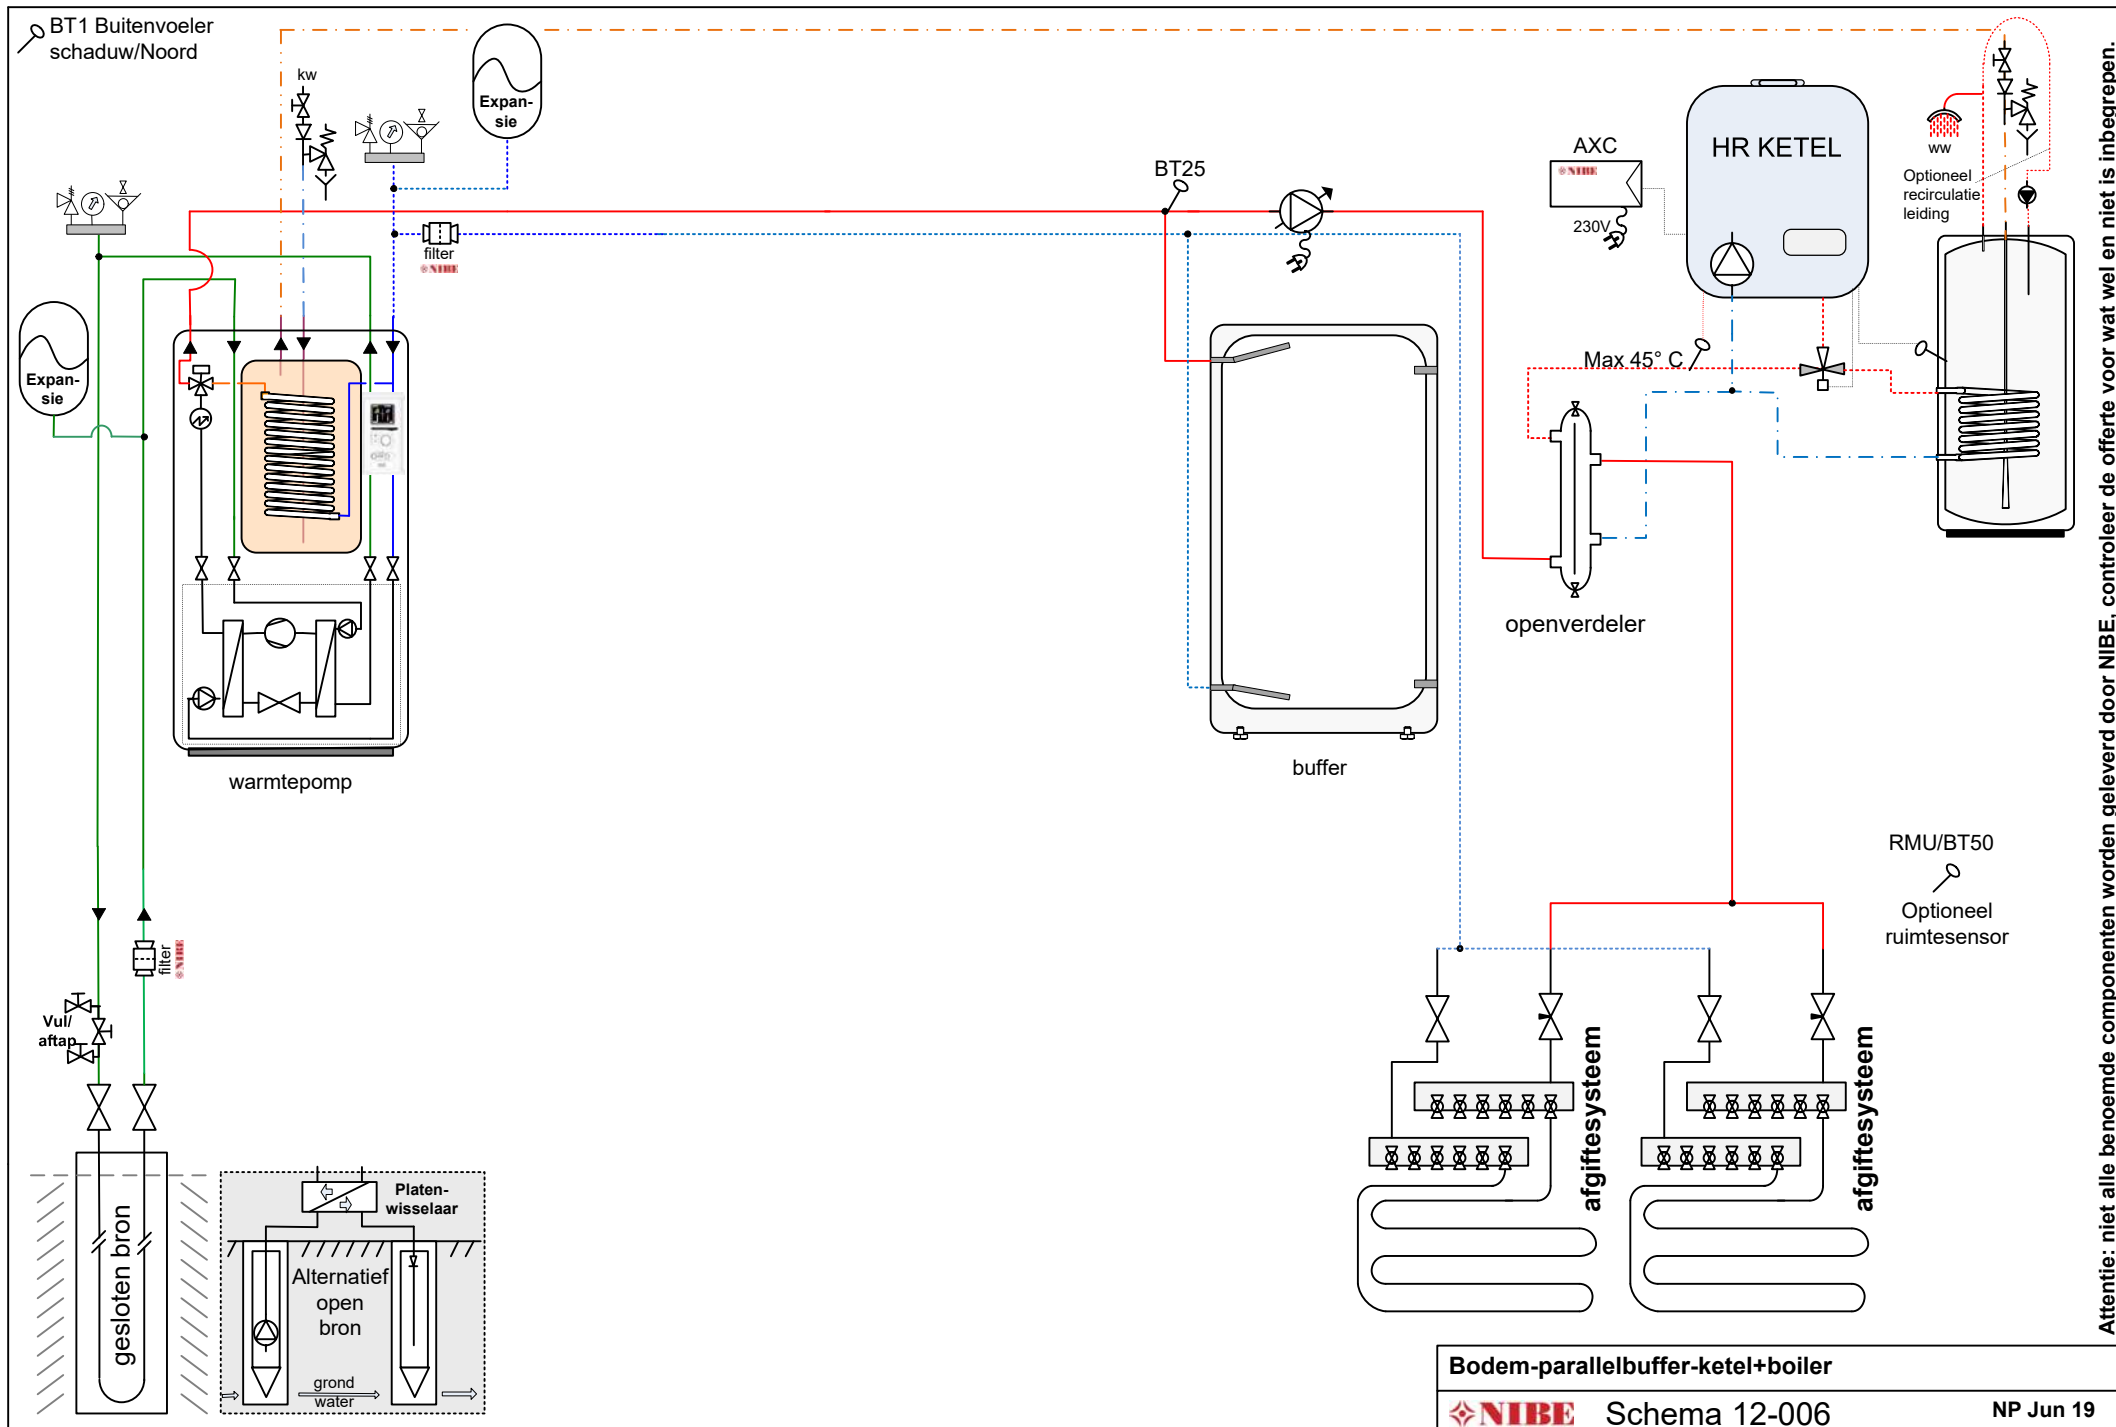 BT1 Buitenvoeler
schaduw/Noord
kw
Expan-
sie
BT25
AXC
NIBE
230V
HR KETEL
ww
Optioneel
recirculatie
leiding
filter
NIBE
Expan-
sie
Max 45° C
openverdeler
warmtepomp
buffer
RMU/BT50
Optioneel
ruimtesensor
filter
NIBE
Vul/
aftap
afgiftesysteem
afgiftesysteem
gesloten bron
Platen-
wisselaar
Alternatief
open
bron
grond
water
Attentie: niet alle benoemde componenten worden geleverd door NIBE, controleer de offerte voor wat wel en niet is inbegrepen.
Bodem-parallelbuffer-ketel+boiler
NIBE Schema 12-006 NP Jun 19